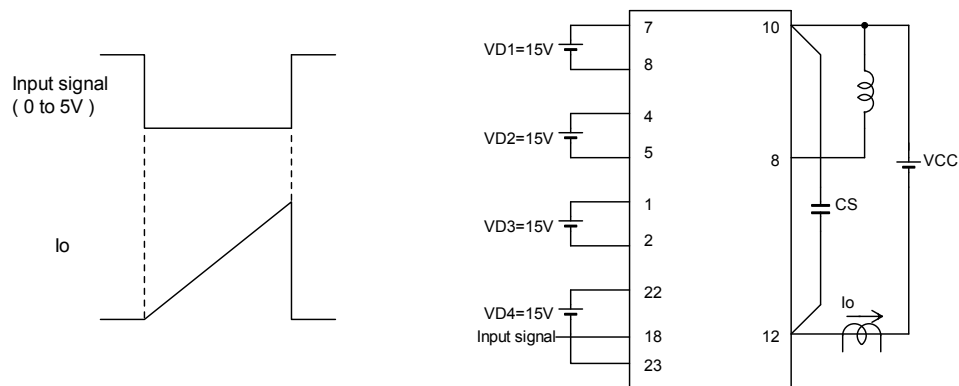 Input signal
( 0 to 5V )
Io
VD1=15V
7
8
VD2=15V
4
5
VD3=15V
1
2
VD4=15V
22
Input signal
18
23
10
8
12
CS
VCC
Io